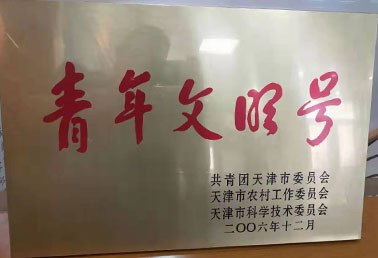 青年文明号
共青团天津市委员会
天津市农村工作委员会
天津市科学技术委员会
二〇〇六年十二月